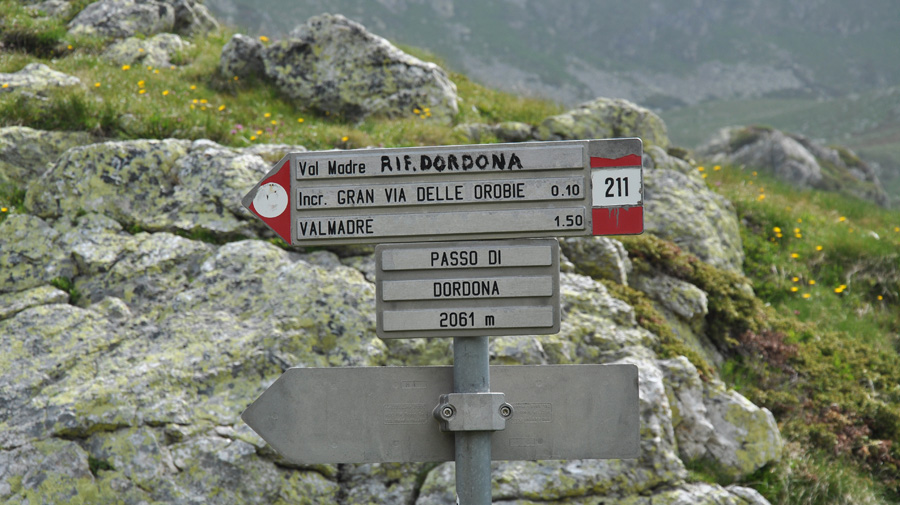 Val Madre RIF. DORDONA
Incr. GRAN VIA DELLE OROBIE 0.10
VALMADRE 1.50
211
PASSO DI
DORDONA
2061 m